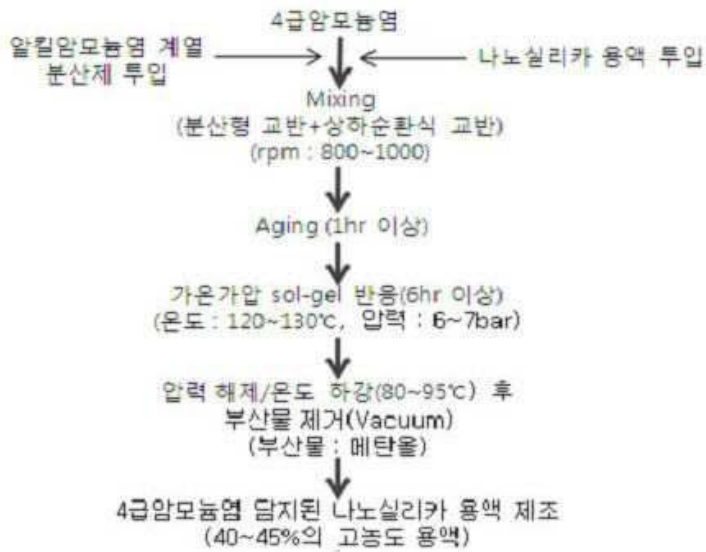 4급암모늄염
알킬암모늄염 계열
분산제 투입
나노실리카 용액 투입
Mixing
(분산형 교반+상하순환식 교반)
(rpm : 800~1000)
Aging (1hr 이상)
가온가압 sol-gel 반응(6hr 이상)
(온도 : 120~130℃, 압력 : 6~7bar)
압력 해제/온도 하강(80~95℃) 후
부산물 제거(Vacuum)
(부산물 : 메탄올)
4급암모늄염 담지된 나노실리카 용액 제조
(40~45%의 고농도 용액)